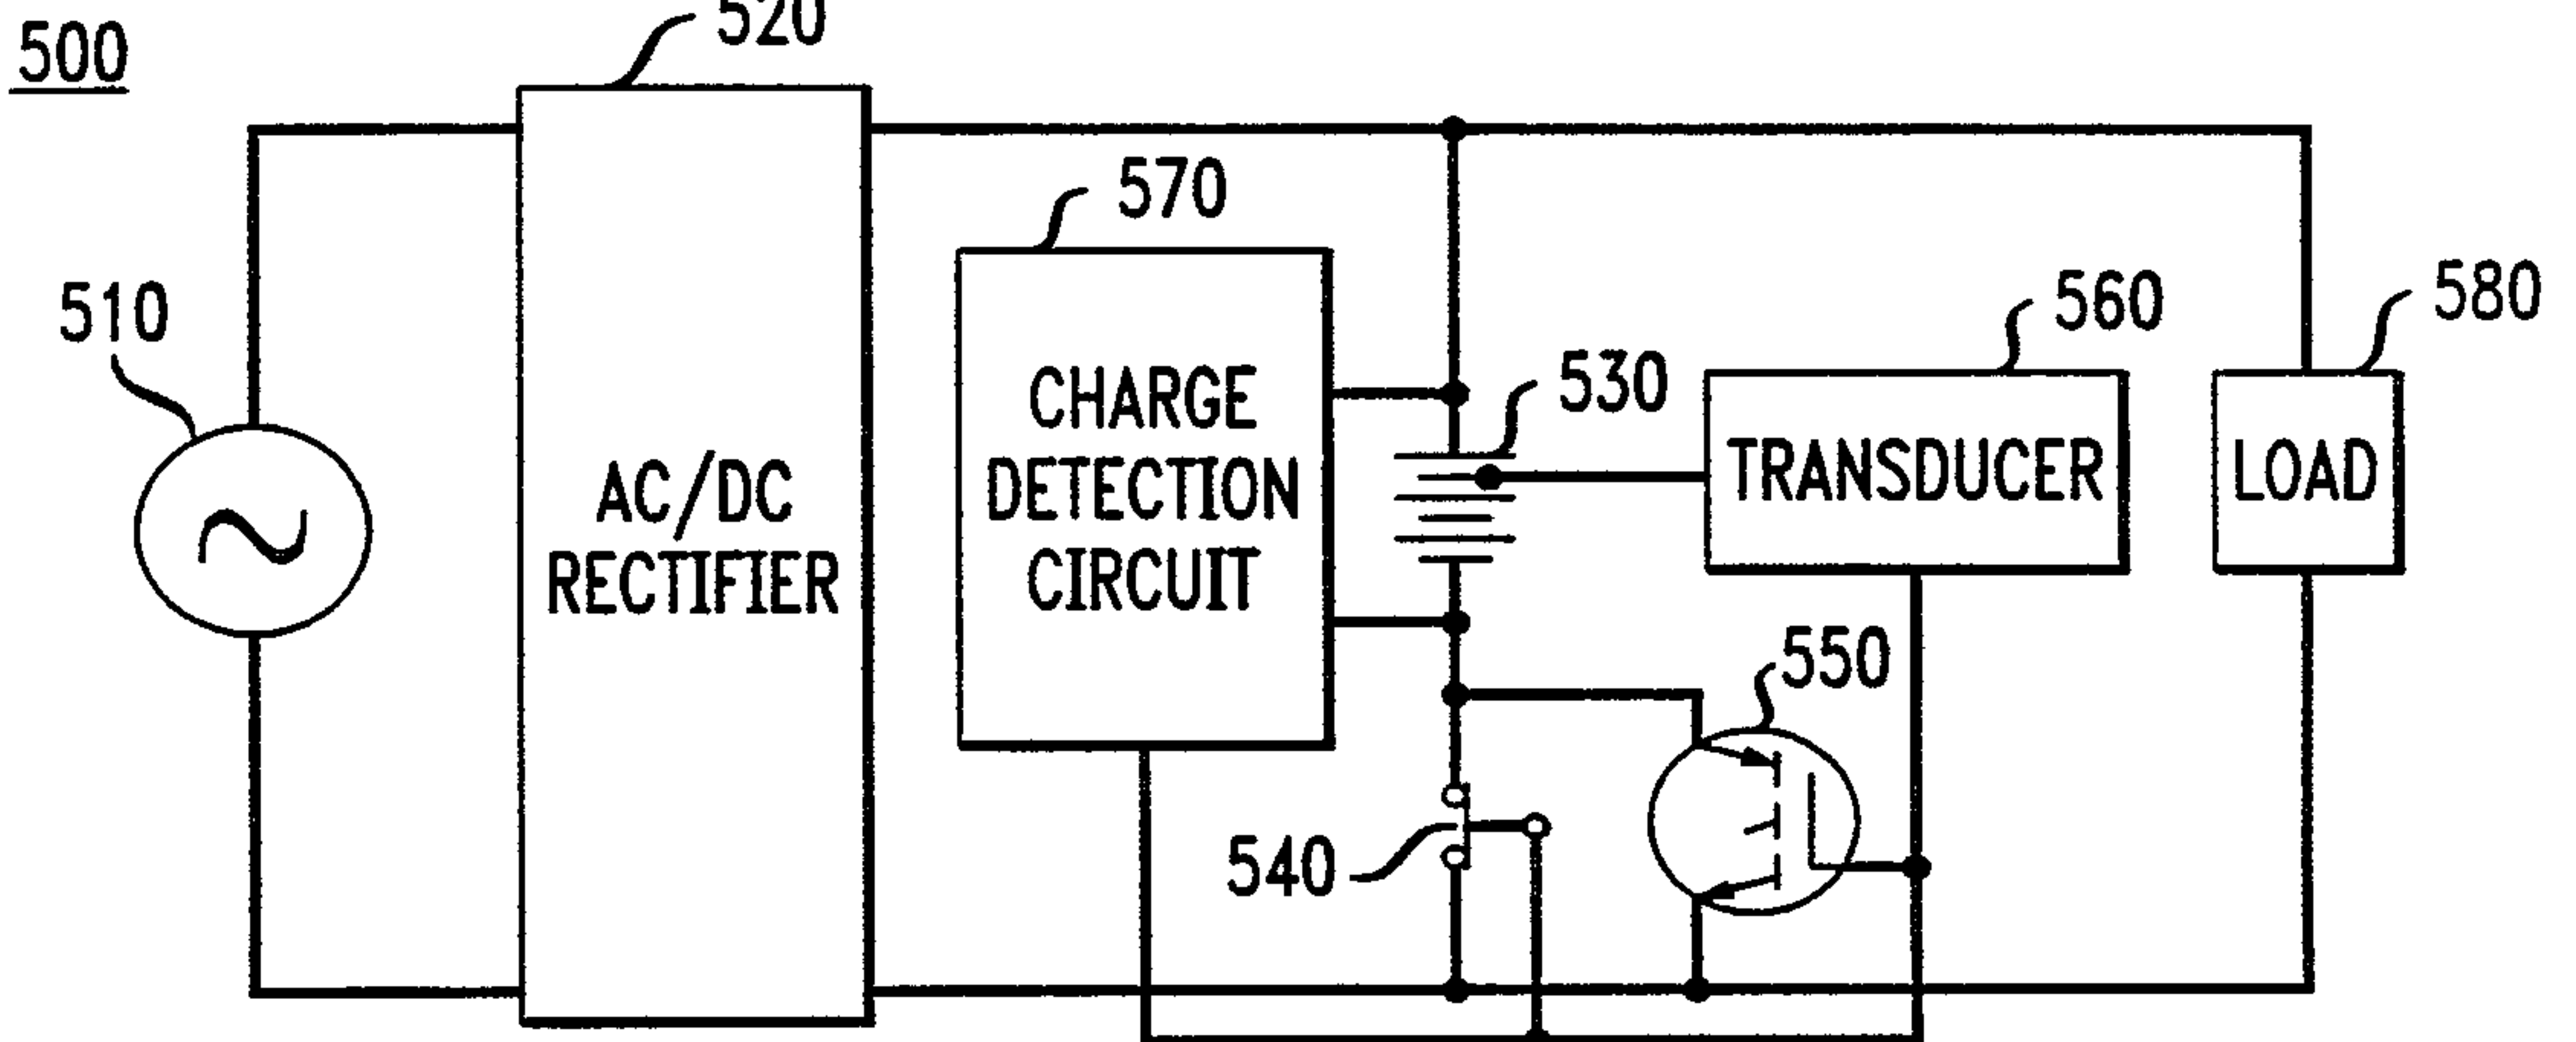 500
520
570
510
560
580
530
CHARGE
DETECTION
CIRCUIT
TRANSDUCER
LOAD
AC/DC
RECTIFIER
550
540